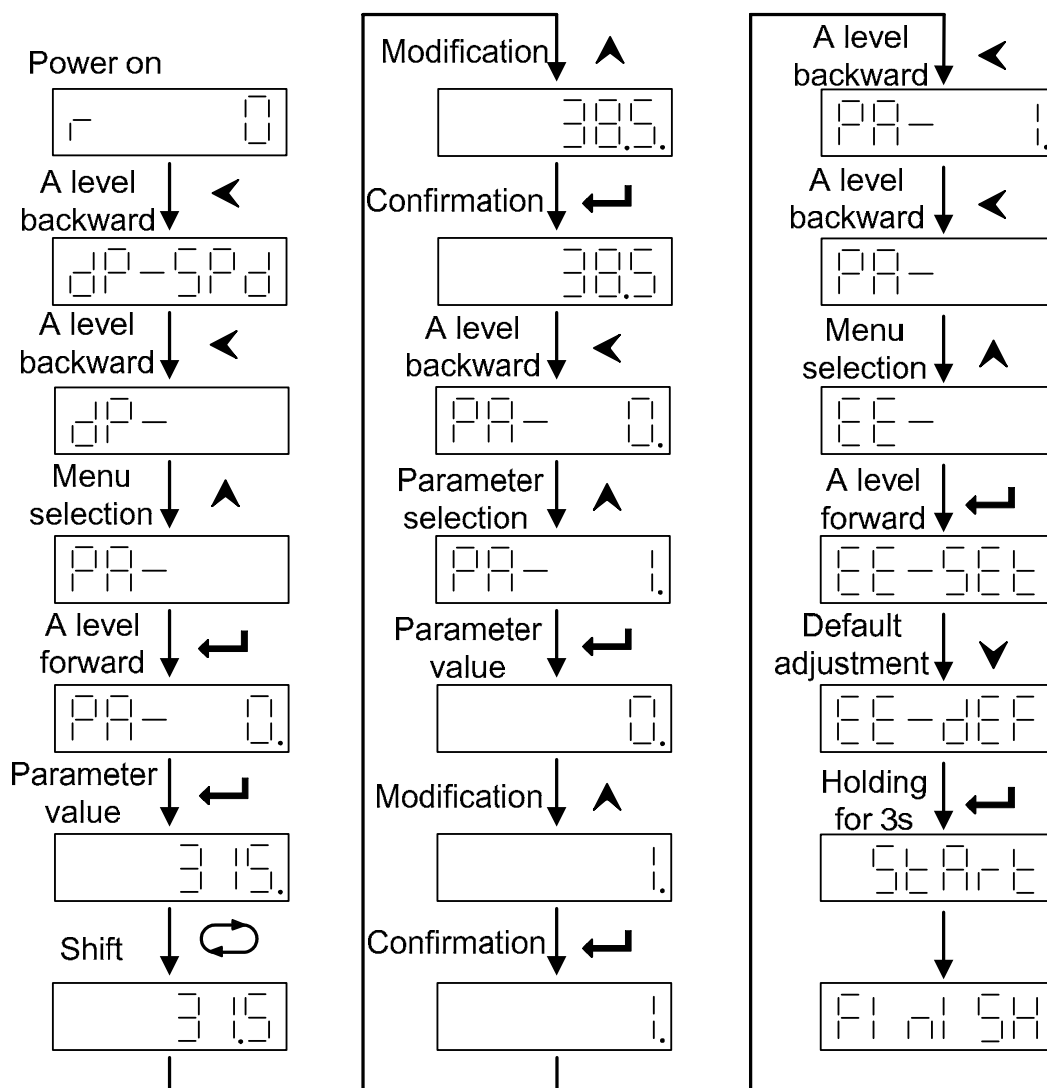 Power on
r 0
A level
backward
dP-SPd
A level
backward
dP-
Menu
selection
PA-
A level
forward
PA- 0.
Parameter
value
315.
Shift
31.5
Modification
38.5.
Confirmation
38.5
A level
backward
PA- 0.
Parameter
selection
PA- 1.
Parameter
value
0.
Modification
1.
Confirmation
1.
A level
backward
PA- 1.
A level
backward
PA-
Menu
selection
EE-
A level
forward
EE-SEt
Default
adjustment
EE-dEF
Holding
for 3s
StArt
FInISH